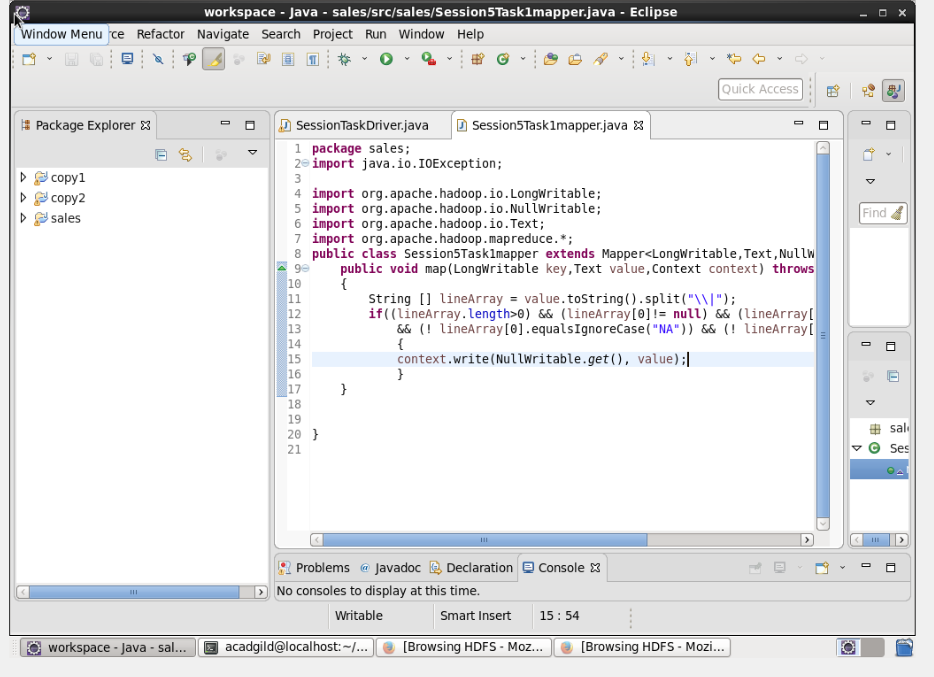 workspace - Java - sales/src/sales/Session5Task1mapper.java - Eclipse
Window Menu Refactor Navigate Search Project Run Window Help
Quick Access
Package Explorer
SessionTaskDriver.java
Session5Task1mapper.java
copy1
copy2
sales
1 package sales;
2 import java.io.IOException;
3
4 import org.apache.hadoop.io.LongWritable;
5 import org.apache.hadoop.io.NullWritable;
6 import org.apache.hadoop.io.Text;
7 import org.apache.hadoop.mapreduce.*;
8 public class Session5Task1mapper extends Mapper<LongWritable,Text,NullW
9 public void map(LongWritable key,Text value,Context context) throws
10 {
11 String [] lineArray = value.toString().split("\\|");
12 if((lineArray.length>0) && (lineArray[0]!= null) && (lineArray[
13 && (! lineArray[0].equalsIgnoreCase("NA")) && (! lineArray[
14 {
15 context.write(NullWritable.get(), value);
16 }
17 }
18
19
20 }
21
Find
sal
Ses
Problems @ Javadoc Declaration Console
No consoles to display at this time.
Writable Smart Insert 15 : 54
workspace - Java - sal... acadgild@localhost:~/... [Browsing HDFS - Moz... [Browsing HDFS - Mozi...